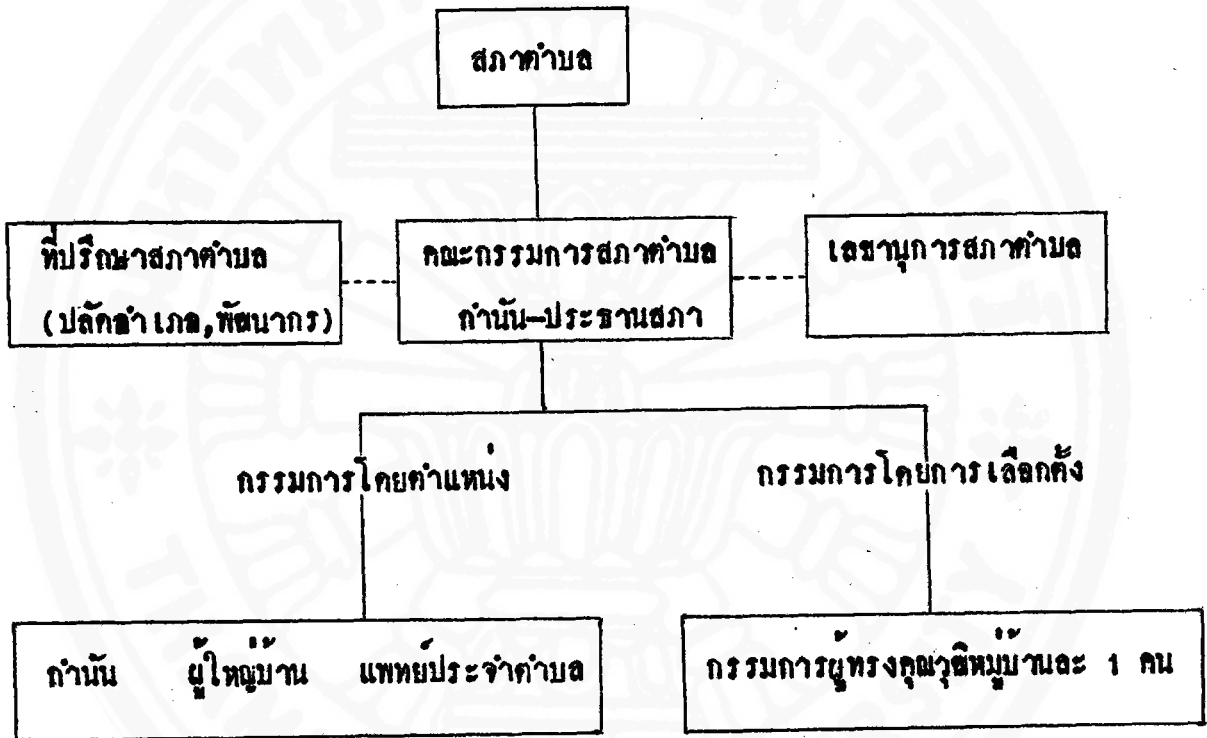 สภาตำบล
ที่ปรึกษาสภาตำบล
(ปลัดอำเภอ,พัฒนากร)
คณะกรรมการสภาตำบล
กำนัน-ประธานสภา
เลขานุการสภาตำบล
กรรมการโดยตำแหน่ง
กรรมการโดยการเลือกตั้ง
กำนัน ผู้ใหญ่บ้าน แพทย์ประจำตำบล
กรรมการผู้ทรงคุณวุฒิหมู่บ้านละ 1 คน